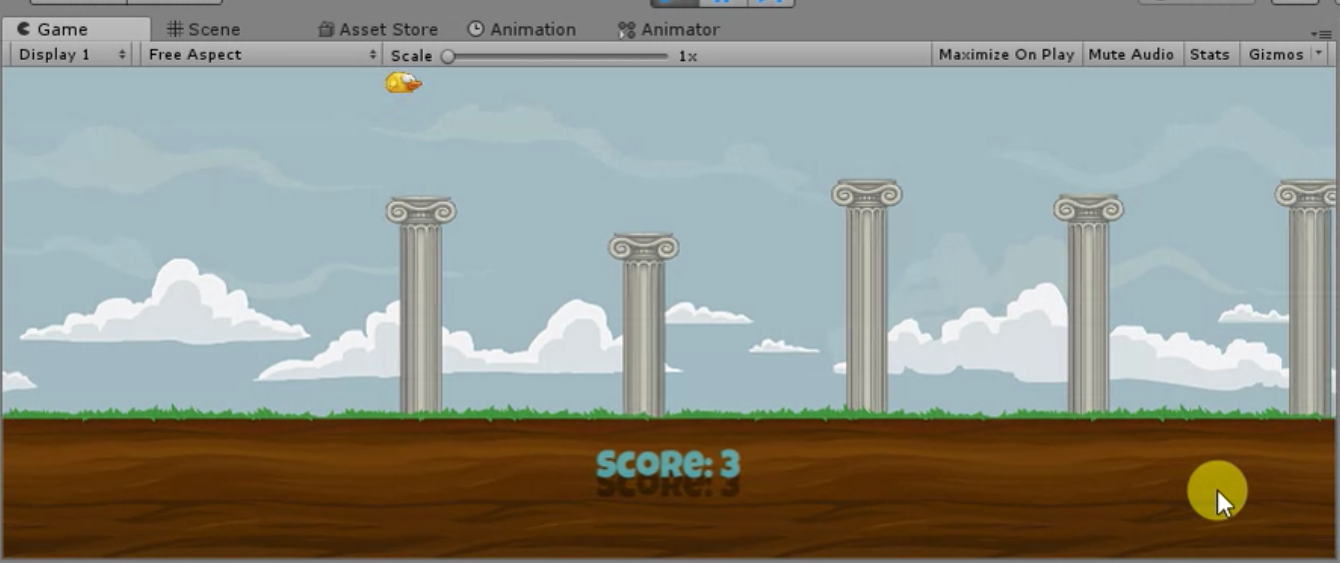 Game Scene Asset Store Animation Animator
Display 1 Free Aspect Scale 1x Maximize On Play Mute Audio Stats Gizmos
SCORe: 3